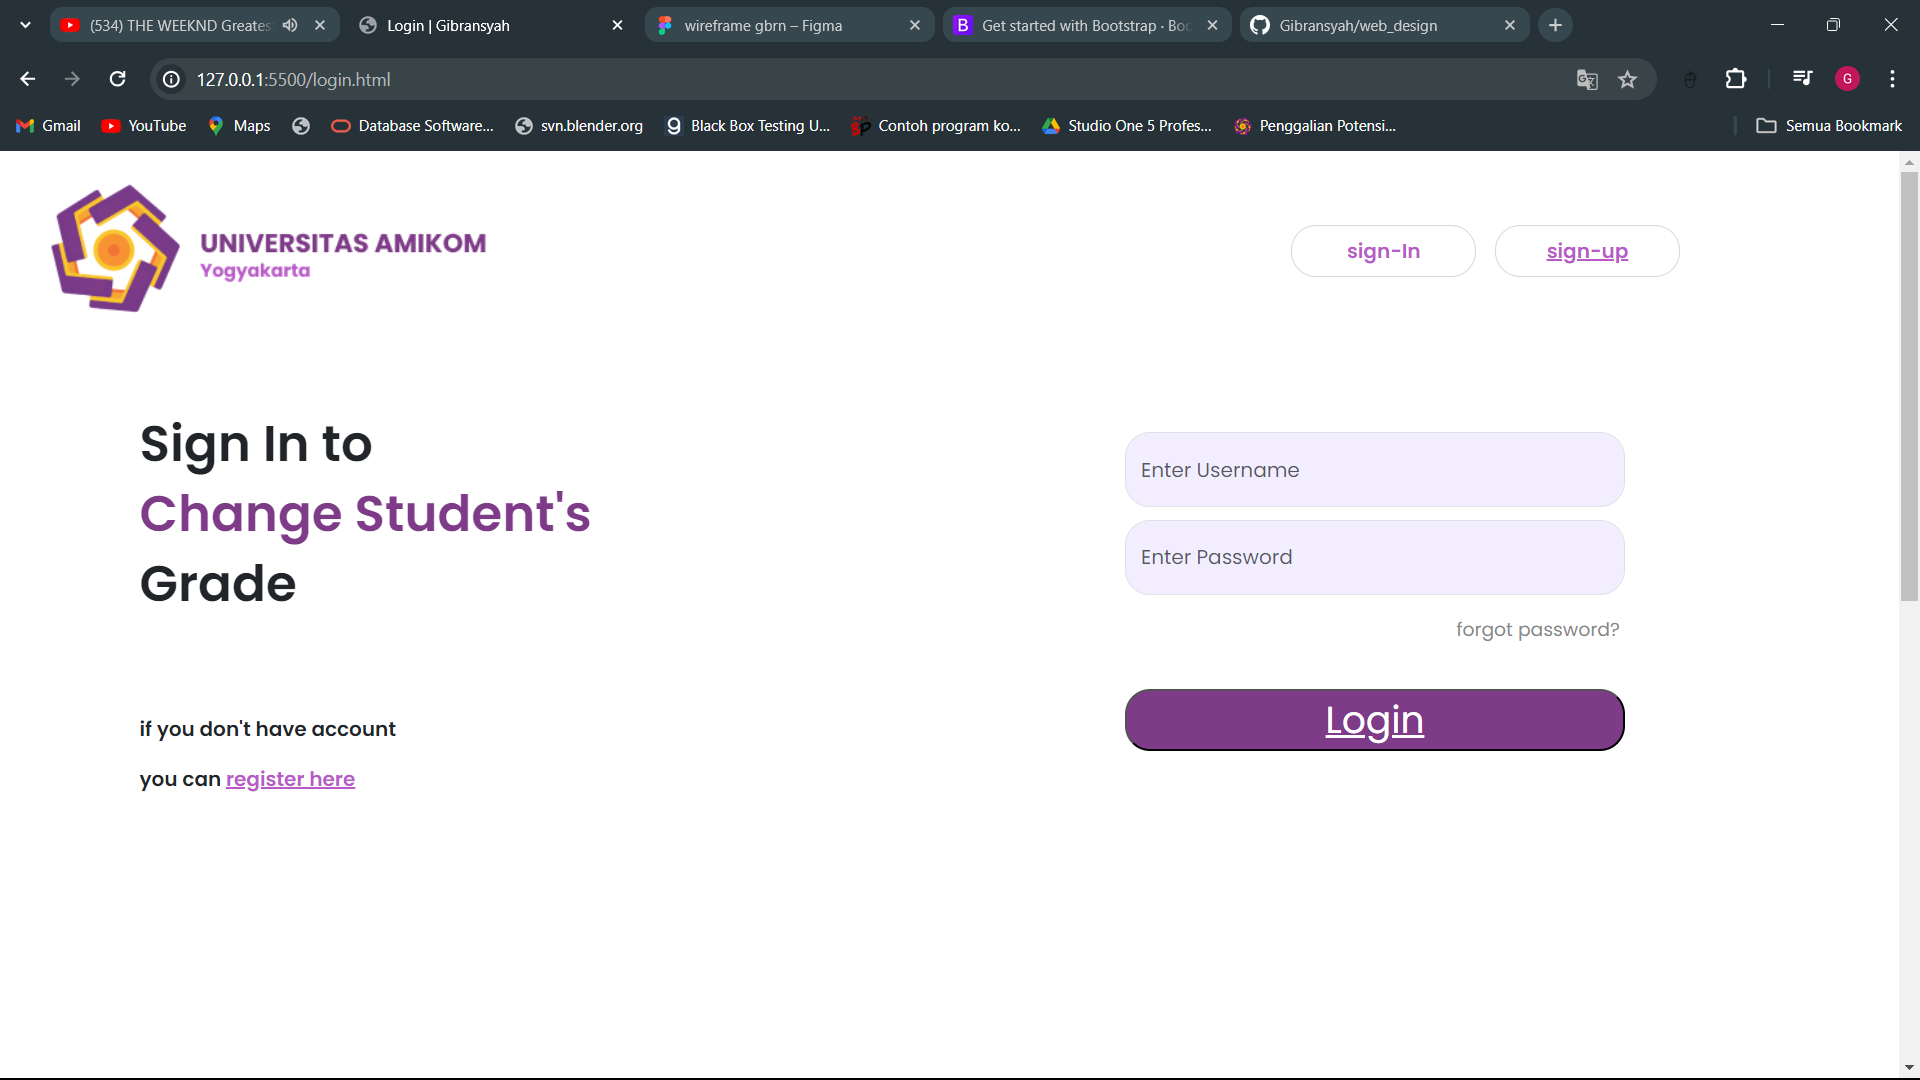 (534) THE WEEKND Greates
Login | Gibransyah
wireframe gbrn – Figma
Get started with Bootstrap · Boo
Gibransyah/web_design
127.0.0.1:5500/login.html
G
Gmail
YouTube
Maps
Database Software...
svn.blender.org
Black Box Testing U...
Contoh program ko...
Studio One 5 Profes...
Penggalian Potensi...
Semua Bookmark
UNIVERSITAS AMIKOM
Yogyakarta
sign-In
sign-up
Sign In to
Change Student's
Grade
if you don't have account
you can register here
Enter Username
Enter Password
forgot password?
Login